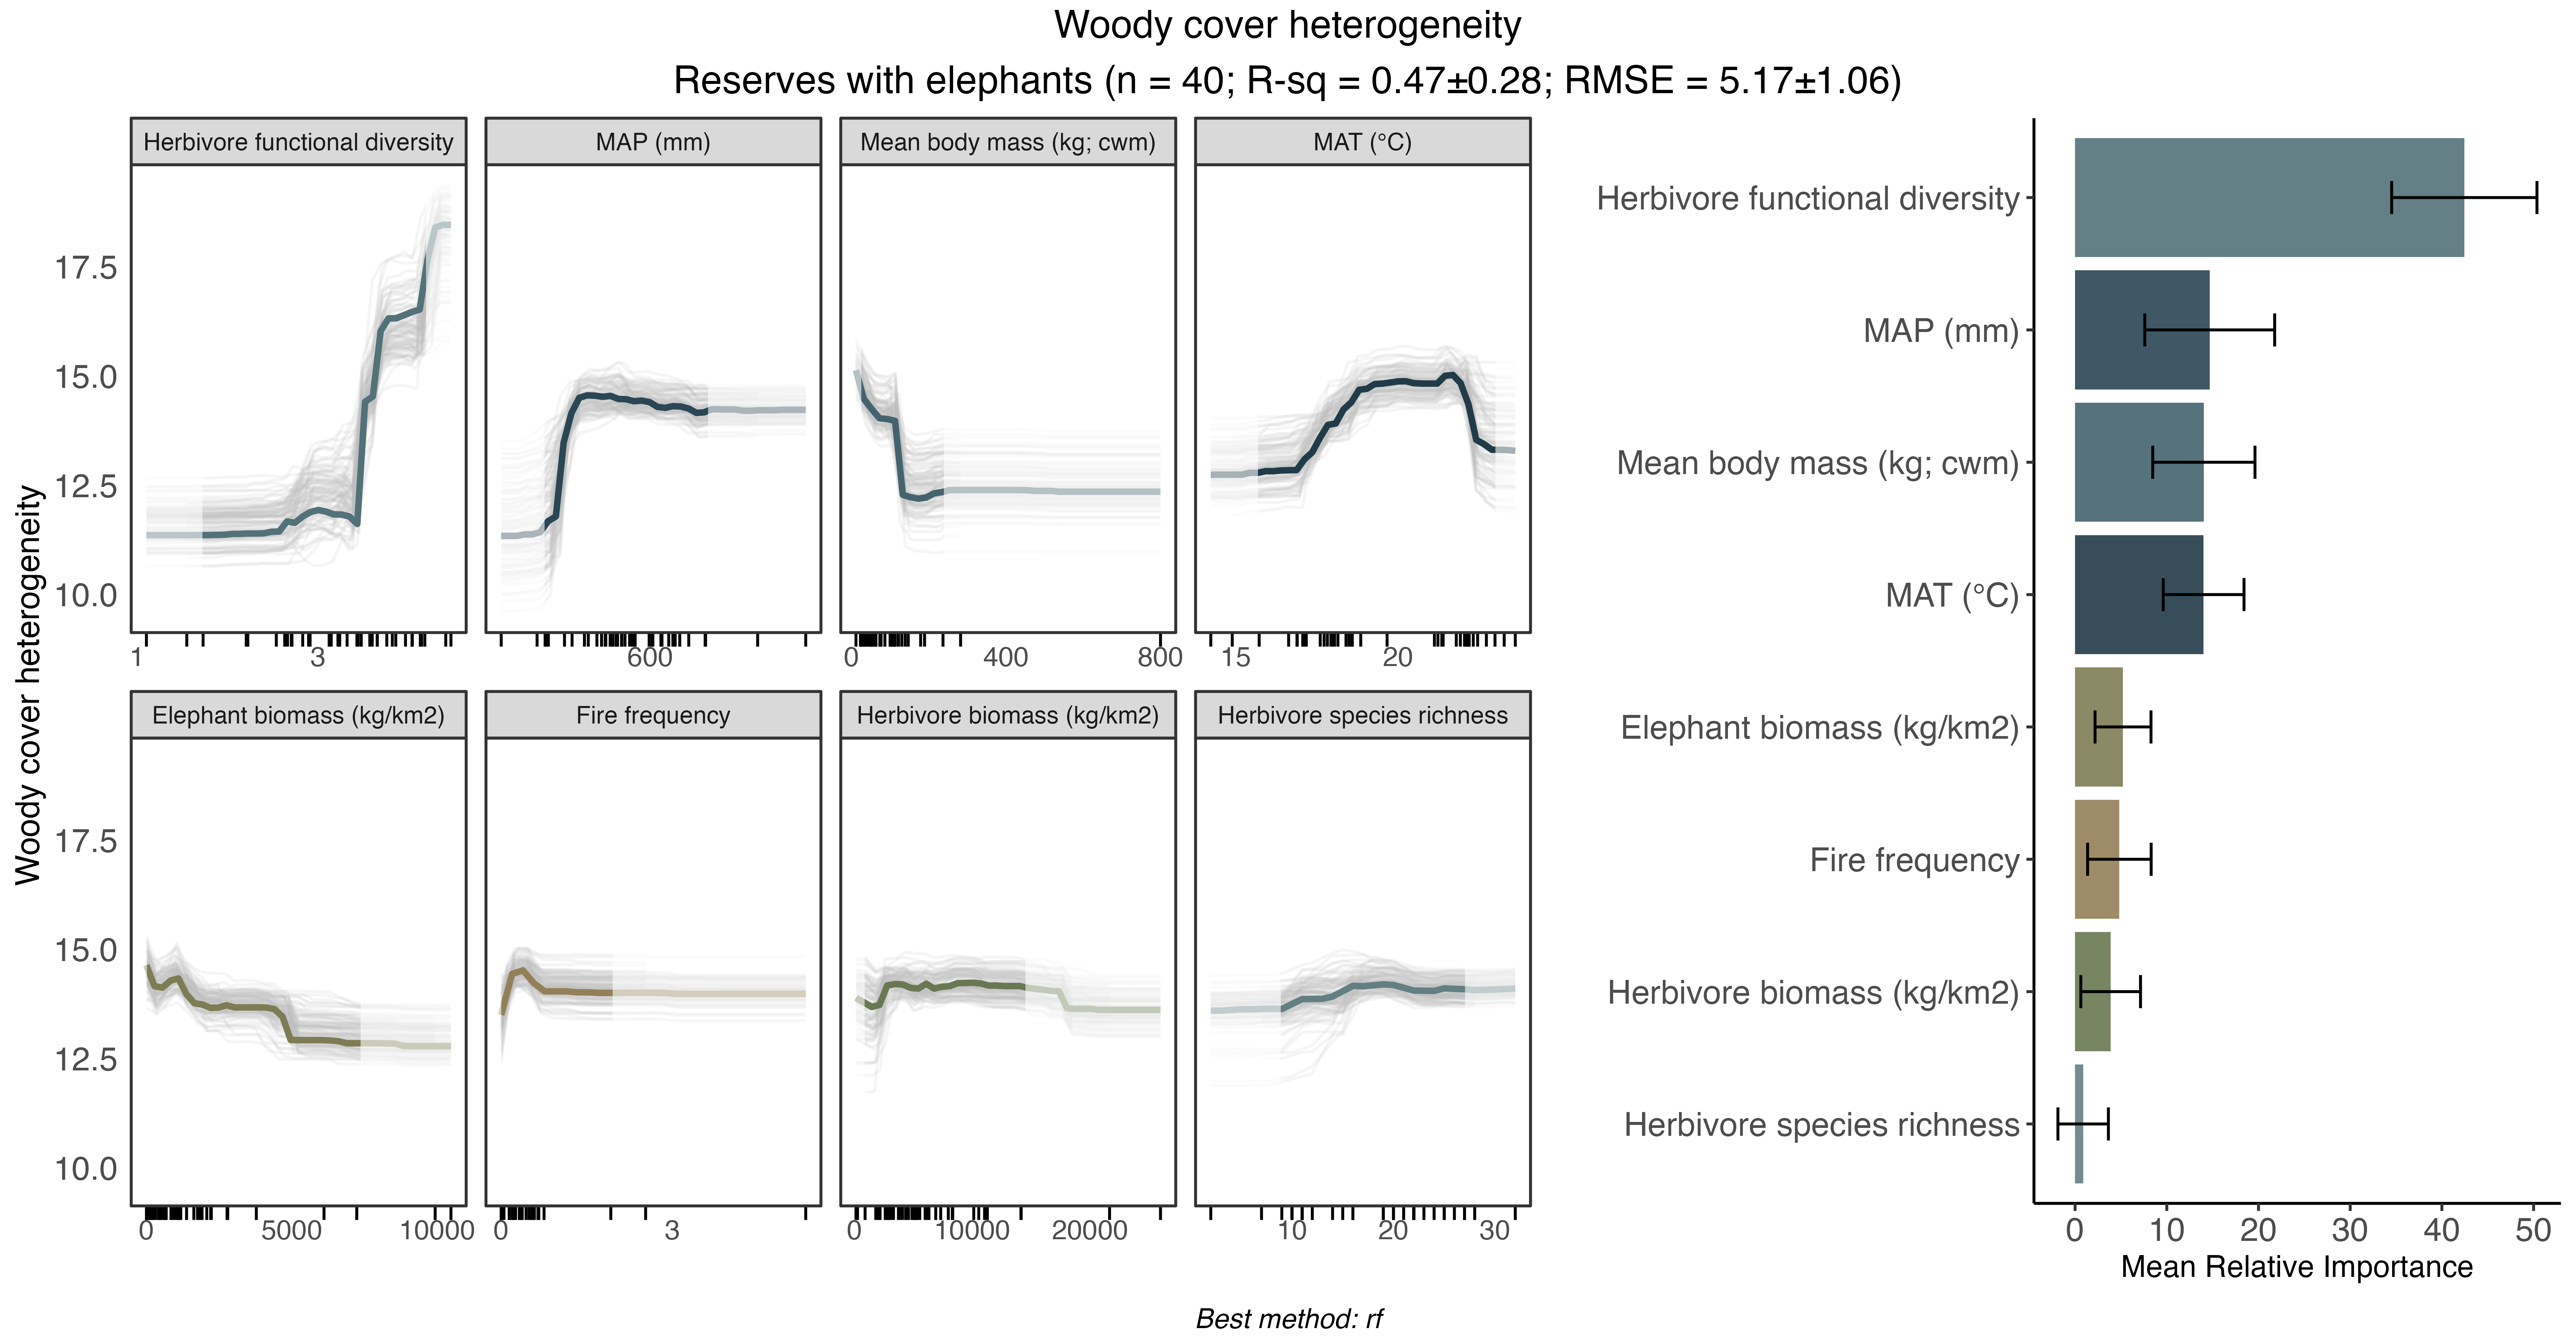 Woody cover heterogeneity
Reserves with elephants (n = 40; R-sq = 0.47±0.28; RMSE = 5.17±1.06)
Woody cover heterogeneity
Herbivore functional diversity
MAP (mm)
Mean body mass (kg; cwm)
MAT (°C)
17.5
15.0
12.5
10.0
1 3
600
0 400 800
15 20
Elephant biomass (kg/km2)
Fire frequency
Herbivore biomass (kg/km2)
Herbivore species richness
17.5
15.0
12.5
10.0
0 5000 10000
0 3
0 10000 20000
10 20 30
Herbivore functional diversity
MAP (mm)
Mean body mass (kg; cwm)
MAT (°C)
Elephant biomass (kg/km2)
Fire frequency
Herbivore biomass (kg/km2)
Herbivore species richness
0 10 20 30 40 50
Mean Relative Importance
Best method: rf